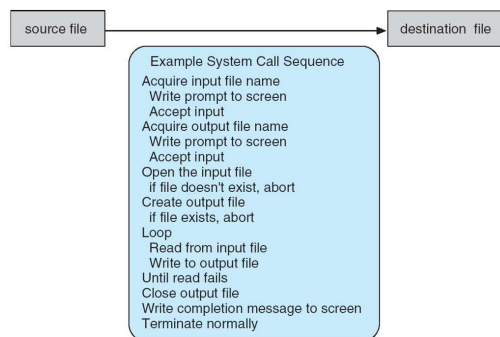 source file
destination file
Example System Call Sequence
Acquire input file name
Write prompt to screen
Accept input
Acquire output file name
Write prompt to screen
Accept input
Open the input file
if file doesn't exist, abort
Create output file
if file exists, abort
Loop
Read from input file
Write to output file
Until read fails
Close output file
Write completion message to screen
Terminate normally